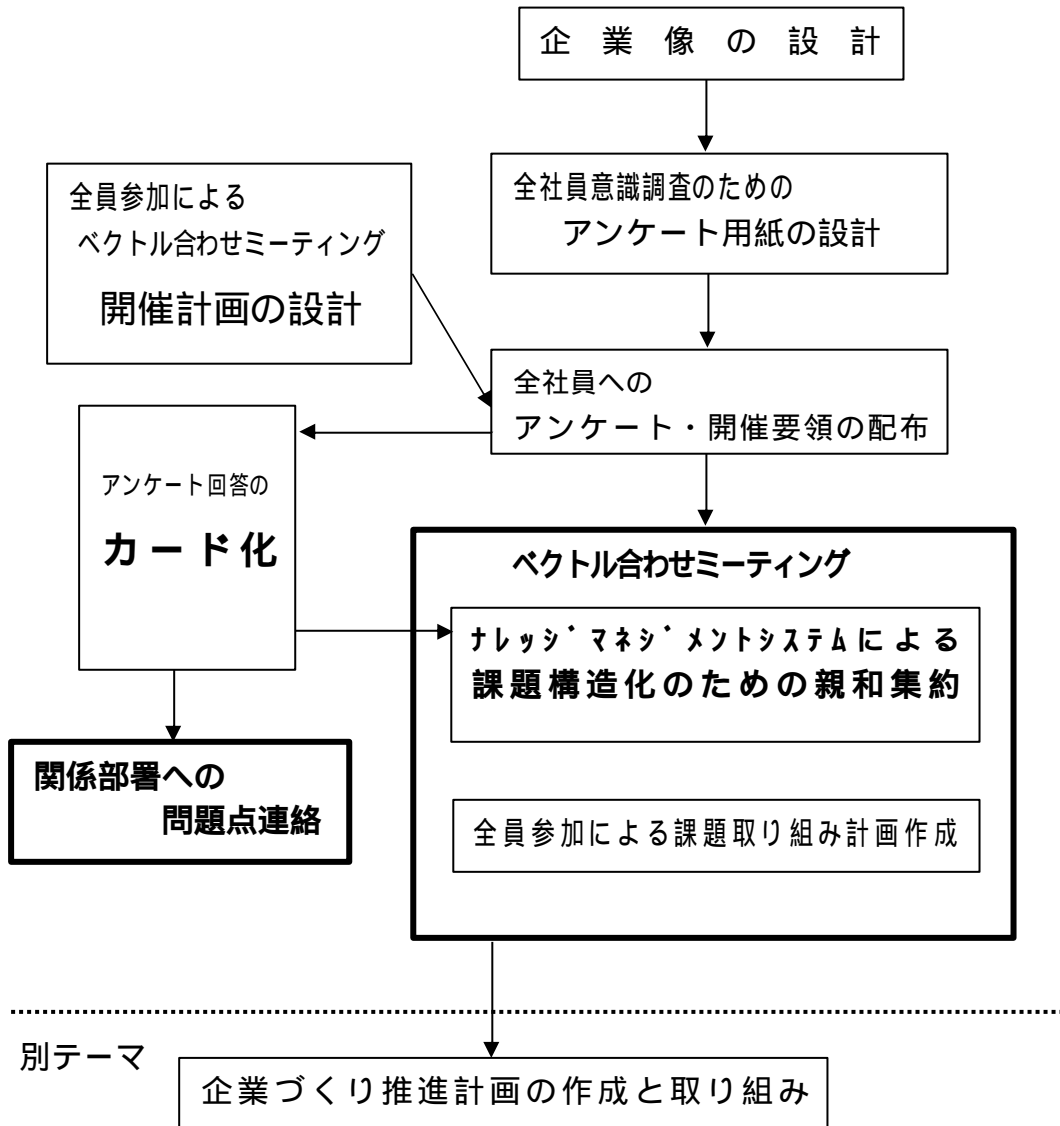 企業像の設計
全社員意識調査のための
アンケート用紙の設計
全員参加による
ベクトル合わせミーティング
開催計画の設計
全社員への
アンケート・開催要領の配布
アンケート回答の
カード化
ベクトル合わせミーティング
ﾅﾚｯｼﾞﾏﾈｼﾞﾒﾝﾄｼｽﾃﾑによる
課題構造化のための親和集約
関係部署への
問題点連絡
全員参加による課題取り組み計画作成
別テーマ
企業づくり推進計画の作成と取り組み